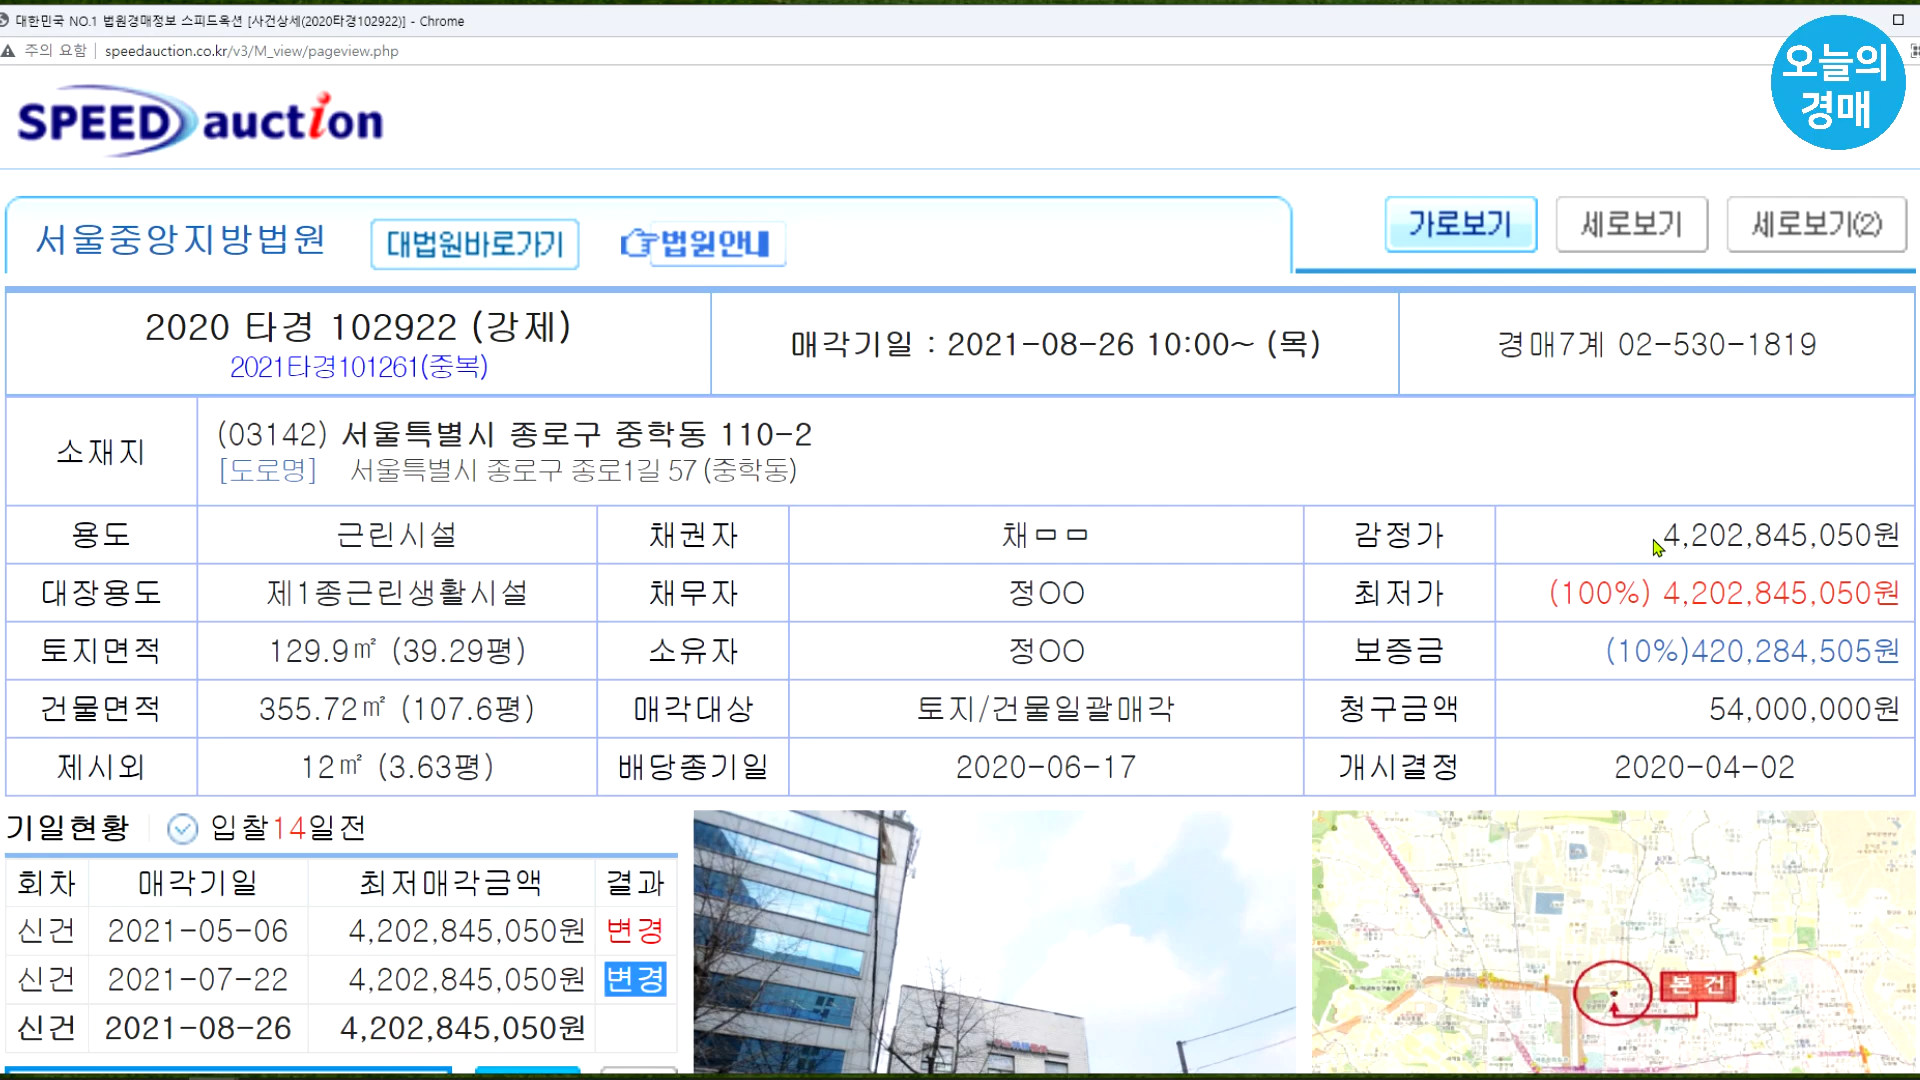 대한민국 NO.1 법원경매정보 스피드옥션 [사건상세(2020타경102922)] - Chrome
주의 요함 | speedauction.co.kr/v3/M_view/pageview.php
오늘의
경매
SPEED auction
서울중앙지방법원 대법원바로가기 법원안내 가로보기 세로보기 세로보기(2)
2020 타경 102922 (강제)
2021타경101261(중복)
매각기일 : 2021-08-26 10:00~ (목)
경매7계 02-530-1819
소재지
(03142) 서울특별시 종로구 중학동 110-2
[도로명] 서울특별시 종로구 종로1길 57 (중학동)
용도 근린시설 채권자 채ㅁㅁ 감정가 4,202,845,050원
대장용도 제1종근린생활시설 채무자 정○○ 최저가 (100%) 4,202,845,050원
토지면적 129.9㎡ (39.29평) 소유자 정○○ 보증금 (10%)420,284,505원
건물면적 355.72㎡ (107.6평) 매각대상 토지/건물일괄매각 청구금액 54,000,000원
제시외 12㎡ (3.63평) 배당종기일 2020-06-17 개시결정 2020-04-02
기일현황 입찰14일전
회차 매각기일 최저매각금액 결과
신건 2021-05-06 4,202,845,050원 변경
신건 2021-07-22 4,202,845,050원 변경
신건 2021-08-26 4,202,845,050원
본 건